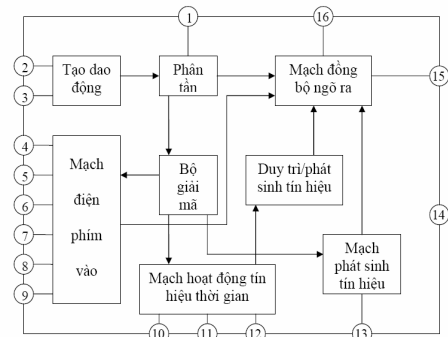 1
16
2
Tạo dao
động
3
Phân
tần
Mạch đồng
bộ ngõ ra
15
4
5
6
7
8
9
Mạch
điện
phím
vào
Bộ
giải
mã
Duy trì/phát
sinh tín hiệu
14
Mạch hoạt động tín
hiệu thời gian
Mạch
phát sinh
tín hiệu
10
11
12
13